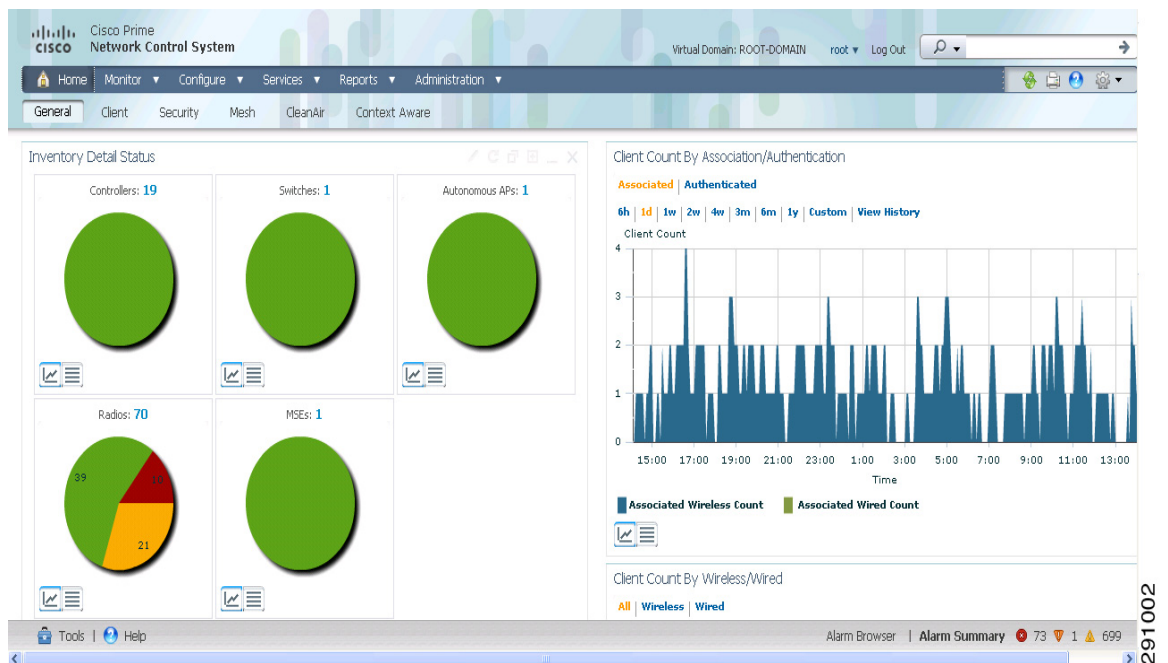 CISCO
Cisco Prime
Network Control System
Virtual Domain: ROOT-DOMAIN root ▾ Log Out
Home Monitor ▼ Configure ▼ Services ▼ Reports ▼ Administration ▼
General Client Security Mesh CleanAir Context Aware
Inventory Detail Status
Controllers: 19
Switches: 1
Autonomous APs: 1
Radios: 70
39
10
21
MSEs: 1
Client Count By Association/Authentication
Associated | Authenticated
6h | 1d | 1w | 2w | 4w | 3m | 6m | 1y | Custom | View History
Client Count
4
3
2
1
0
15:00 17:00 19:00 21:00 23:00 1:00 3:00 5:00 7:00 9:00 11:00 13:00
Time
Associated Wireless Count Associated Wired Count
Client Count By Wireless/Wired
All | Wireless | Wired
Tools | Help
Alarm Browser | Alarm Summary 73 1 699
291002